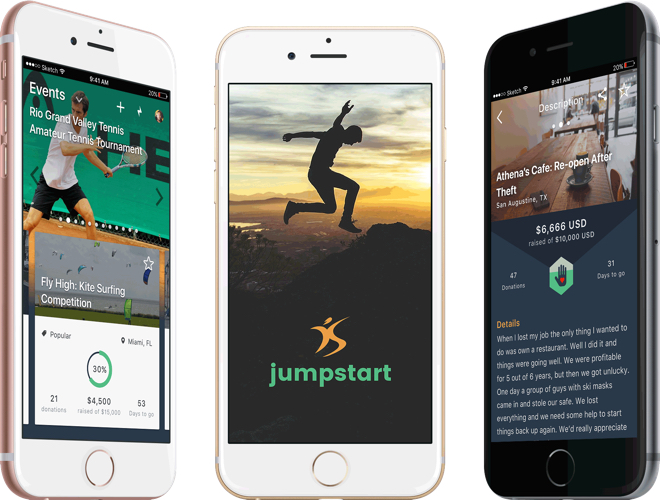 ●●●○○ Sketch
9:41 AM
20%
Events
Rio Grand Valley Tennis
Amateur Tennis Tournament
HE
Fly High: Kite Surfing
Competition
Popular
Miami, FL
30%
21
donations
$4,500
raised of $15,000
53
Days to go
jumpstart
●●●○○ Sketch
9:41 AM
20%
Description
Athena's Cafe: Re-open After
Theft
San Augustine, TX
$6,666 USD
raised of $10,000 USD
47
Donations
31
Days to go
Details
When I lost my job the only thing I wanted to
do was own a restaurant. Well I did it and
things were going well. We were profitable
for 5 out of 6 years, but then we got unlucky.
One day a group of guys with ski masks
came in and stole our safe. We lost
everything and we need some help to start
things back up again. We'd really appreciate